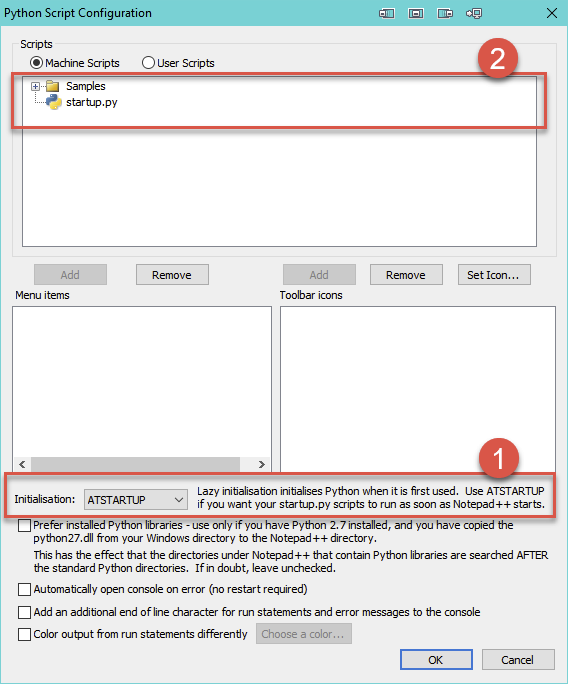 Python Script Configuration
Scripts
Machine Scripts
User Scripts
2
Samples
startup.py
Add
Remove
Add
Remove
Set Icon...
Menu items
Toolbar icons
1
Initialisation:
ATSTARTUP
Lazy initialisation initialises Python when it is first used. Use ATSTARTUP
if you want your startup.py scripts to run as soon as Notepad++ starts.
Prefer installed Python libraries - use only if you have Python 2.7 installed, and you have copied the
python27.dll from your Windows directory to the Notepad++ directory.
This has the effect that the directories under Notepad++ that contain Python libraries are searched AFTER
the standard Python directories. If in doubt, leave unchecked.
Automatically open console on error (no restart required)
Add an additional end of line character for run statements and error messages to the console
Color output from run statements differently
Choose a color...
OK
Cancel